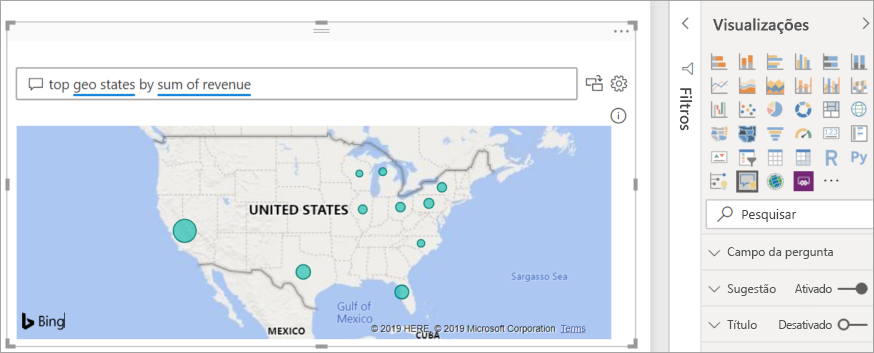 top geo states by sum of revenue
UNITED STATES
Gulf of
Mexico
Sargasso Sea
MEXICO
CUBA
Bing
© 2019 HERE, © 2019 Microsoft Corporation Terms
Filtros
Visualizações
123
R
Py
Pesquisar
Campo da pergunta
Sugestão Ativado
Título Desativado